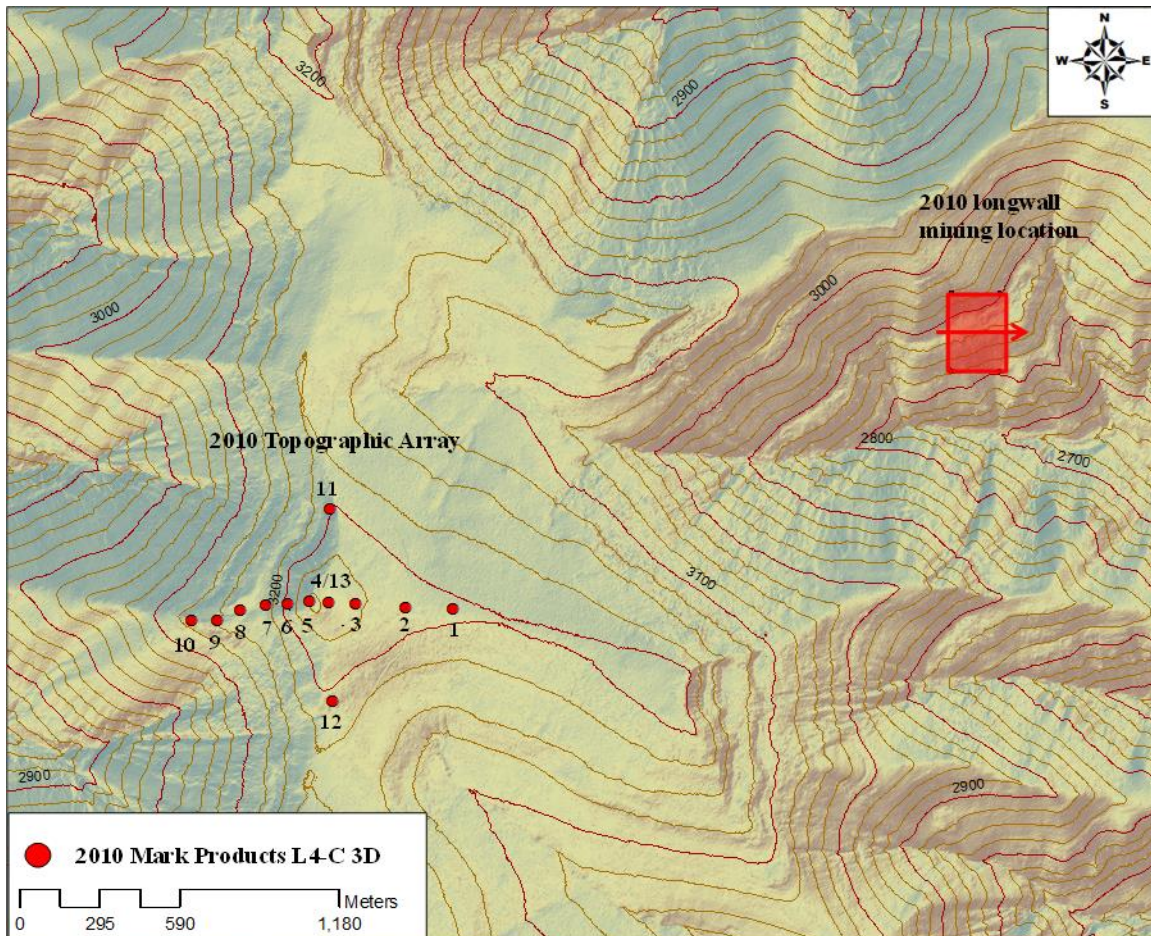 N
W E
S
3200
2900
2010 longwall
mining location
3000
3000
2010 Topographic Array
2800
2700
11
3100
4/13
3200
10 9 8 7 6 5 3 2 1
12
2900
2900
2010 Mark Products L4-C 3D
Meters
0 295 590 1,180